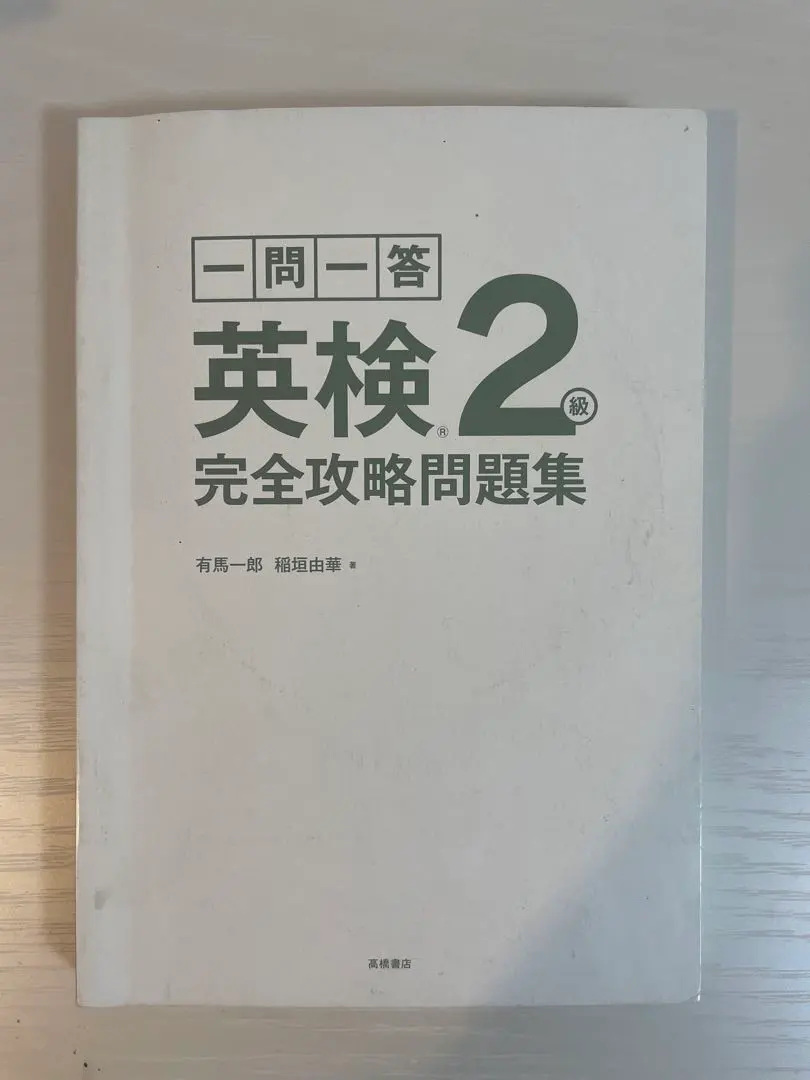 一問一答
英検®2級
完全攻略問題集
有馬一郎 稲垣由華 著
高橋書店